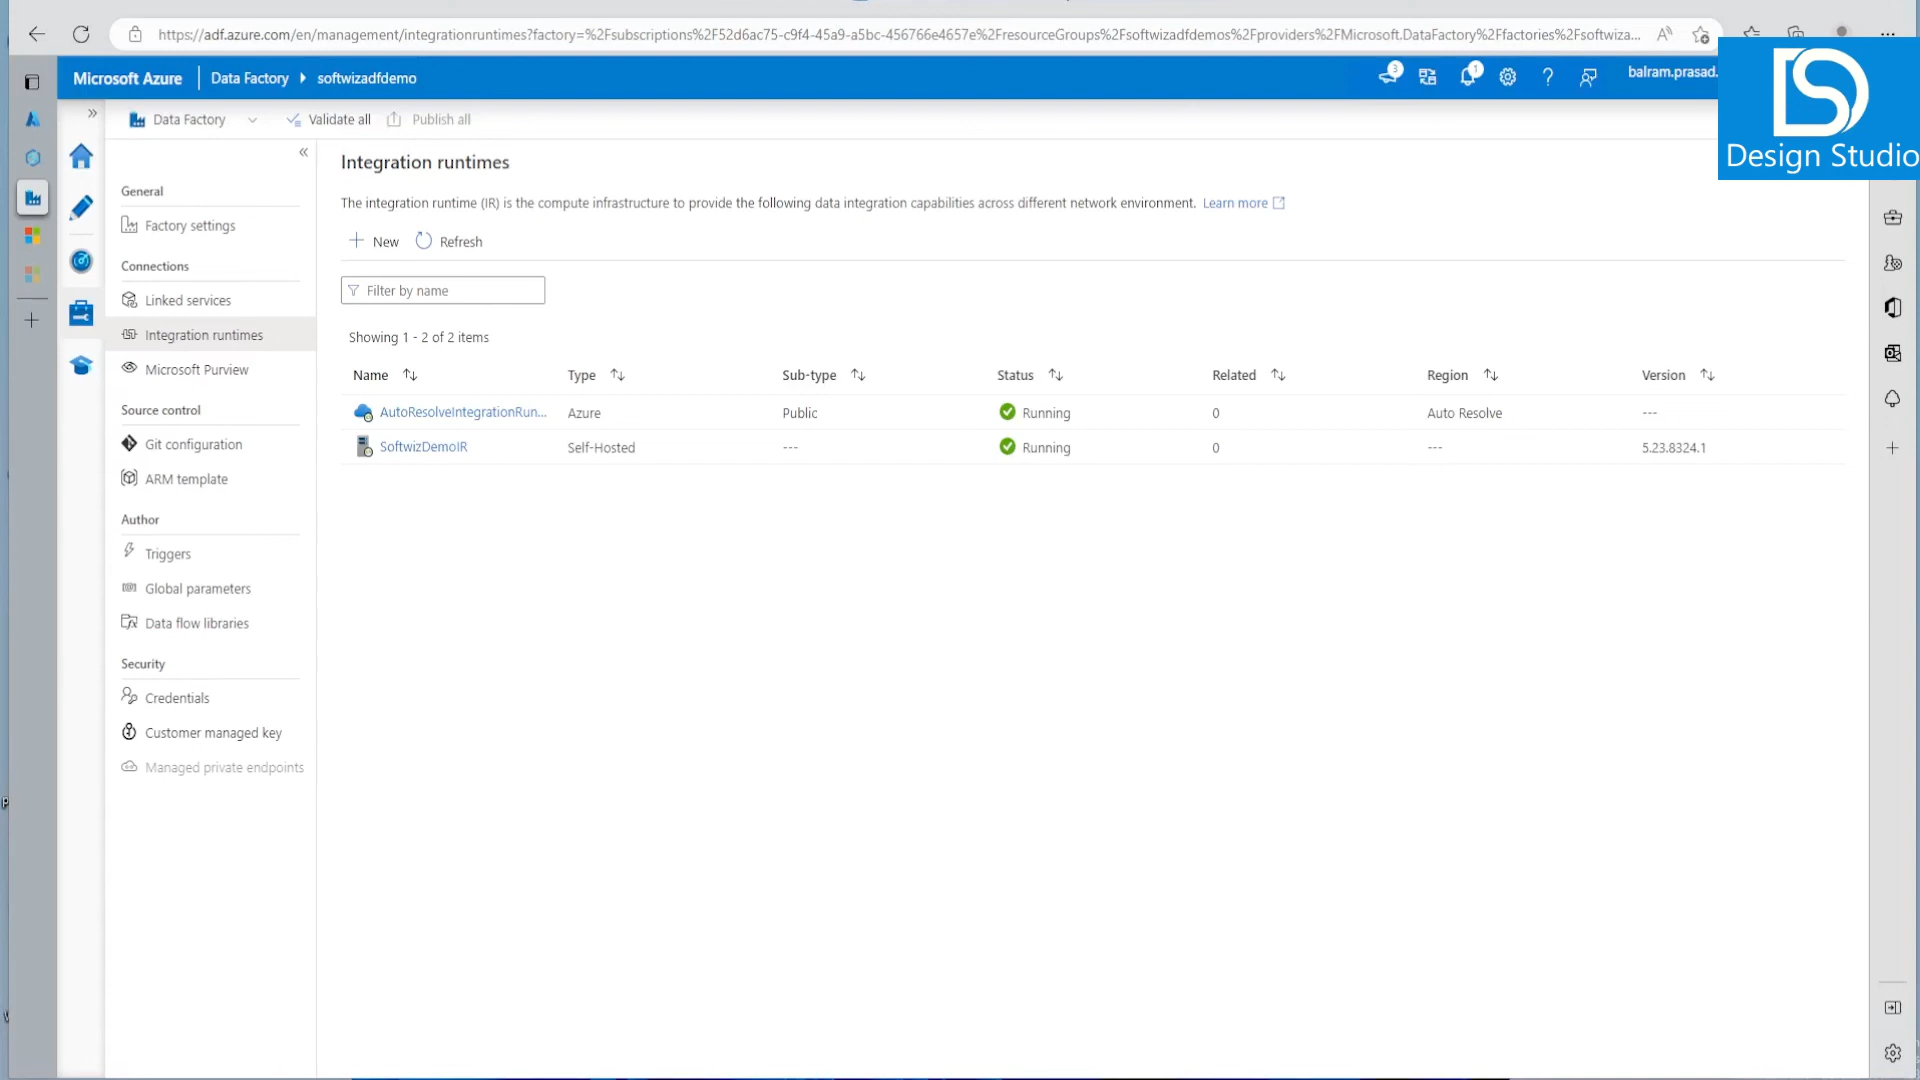 https://adf.azure.com/en/management/integrationruntimes?factory=%2Fsubscriptions%2F52d6ac75-c9f4-45a9-a5bc-456766e4657e%2FresourceGroups%2Fsoftwizadfdemos%2Fproviders%2FMicrosoft.DataFactory%2Ffactories%2Fsoftwiza...
Microsoft Azure
Data Factory
softwizadfdemo
3
1
balram.prasad.
Design Studio
Data Factory
Validate all
Publish all
General
Factory settings
Connections
Linked services
Integration runtimes
Microsoft Purview
Source control
Git configuration
ARM template
Author
Triggers
Global parameters
Data flow libraries
Security
Credentials
Customer managed key
Managed private endpoints
Integration runtimes
The integration runtime (IR) is the compute infrastructure to provide the following data integration capabilities across different network environment. Learn more
New Refresh
Filter by name
Showing 1 - 2 of 2 items
Name Type Sub-type Status Related Region Version
AutoResolveIntegrationRun... Azure Public Running 0 Auto Resolve ---
SoftwizDemoIR Self-Hosted --- Running 0 --- 5.23.8324.1